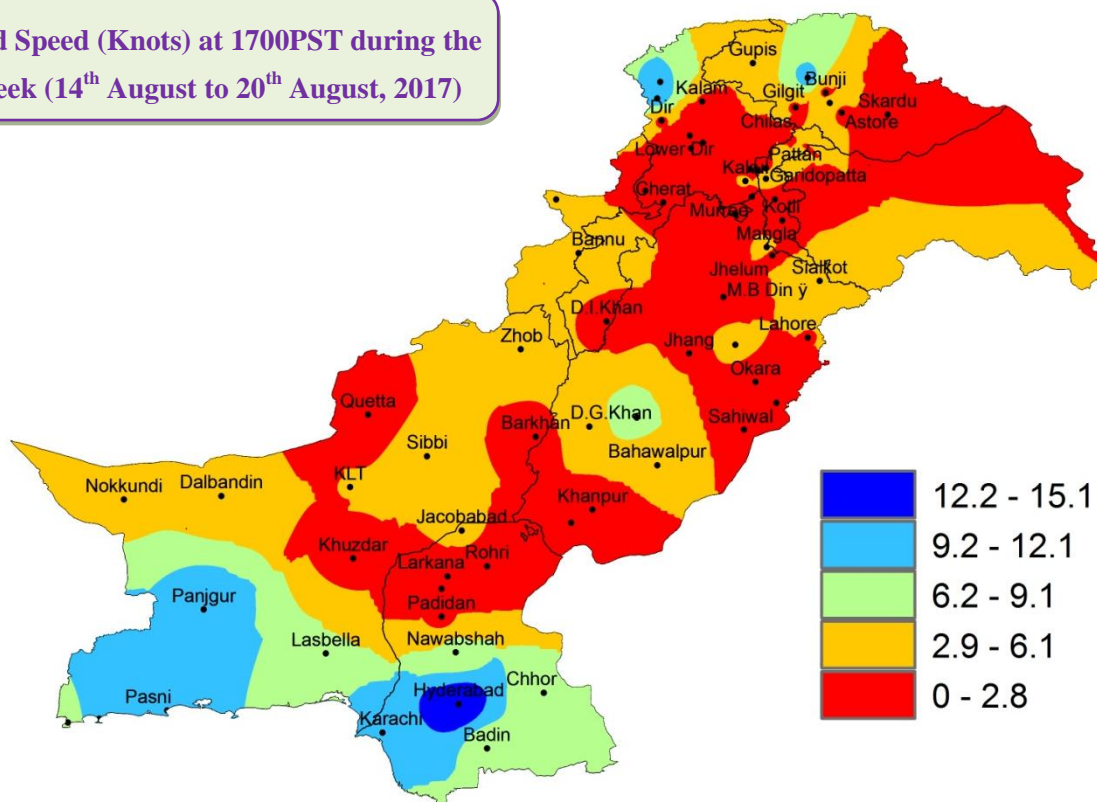 d Speed (Knots) at 1700PST during the
eek (14th August to 20th August, 2017)
Gupis
Bunji
Kalam
Gilgit
Skardu
Dir
Chilas
Astore
Lower Dir
Pattan
Garidopatta
Cherat
Murree
Kotli
Mangla
Bannu
Jhelum
Sialkot
M.B Din ÿ
D.I.Khan
Lahore
Zhob
Jhang
Okara
Quetta
Barkhan
D.G.Khan
Sahiwal
Sibbi
Bahawalpur
KLT
Nokkundi
Dalbandin
Khanpur
Jacobabad
Khuzdar
Larkana
Rohri
Panjgur
Padidan
Lasbella
Nawabshah
Pasni
Hyderabad
Chhor
Karachi
Badin
12.2 - 15.1
9.2 - 12.1
6.2 - 9.1
2.9 - 6.1
0 - 2.8